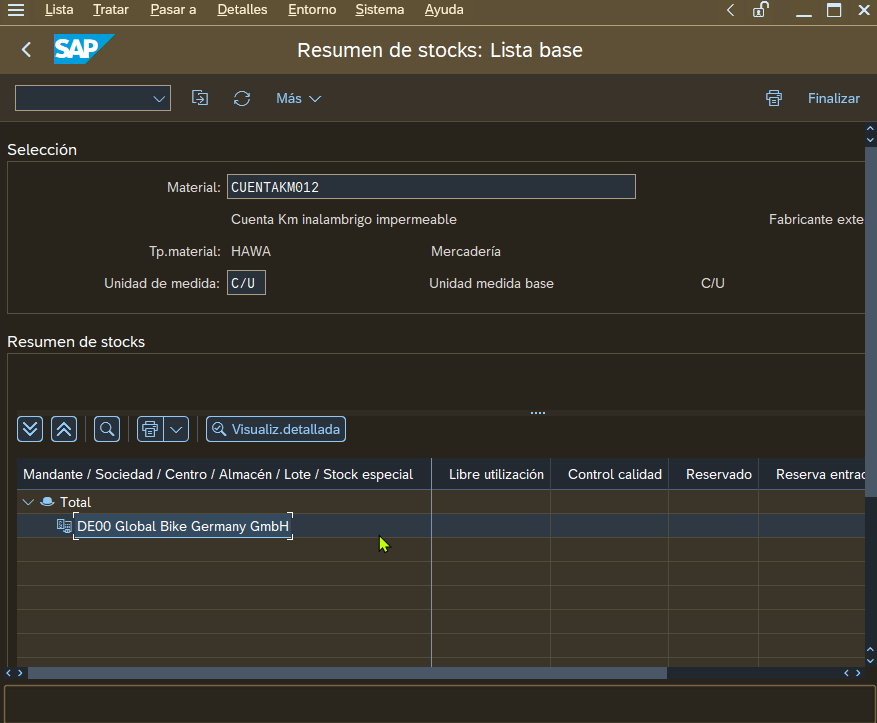 Lista Tratar Pasar a Detalles Entorno Sistema Ayuda
SAP Resumen de stocks: Lista base
Más Finalizar
Selección
Material: CUENTAKM012
Cuenta Km inalambrigo impermeable Fabricante exte
Tp.material: HAWA Mercadería
Unidad de medida: C/U Unidad medida base C/U
Resumen de stocks
Visualiz.detallada
Mandante / Sociedad / Centro / Almacén / Lote / Stock especial Libre utilización Control calidad Reservado Reserva entrad
Total
DE00 Global Bike Germany GmbH